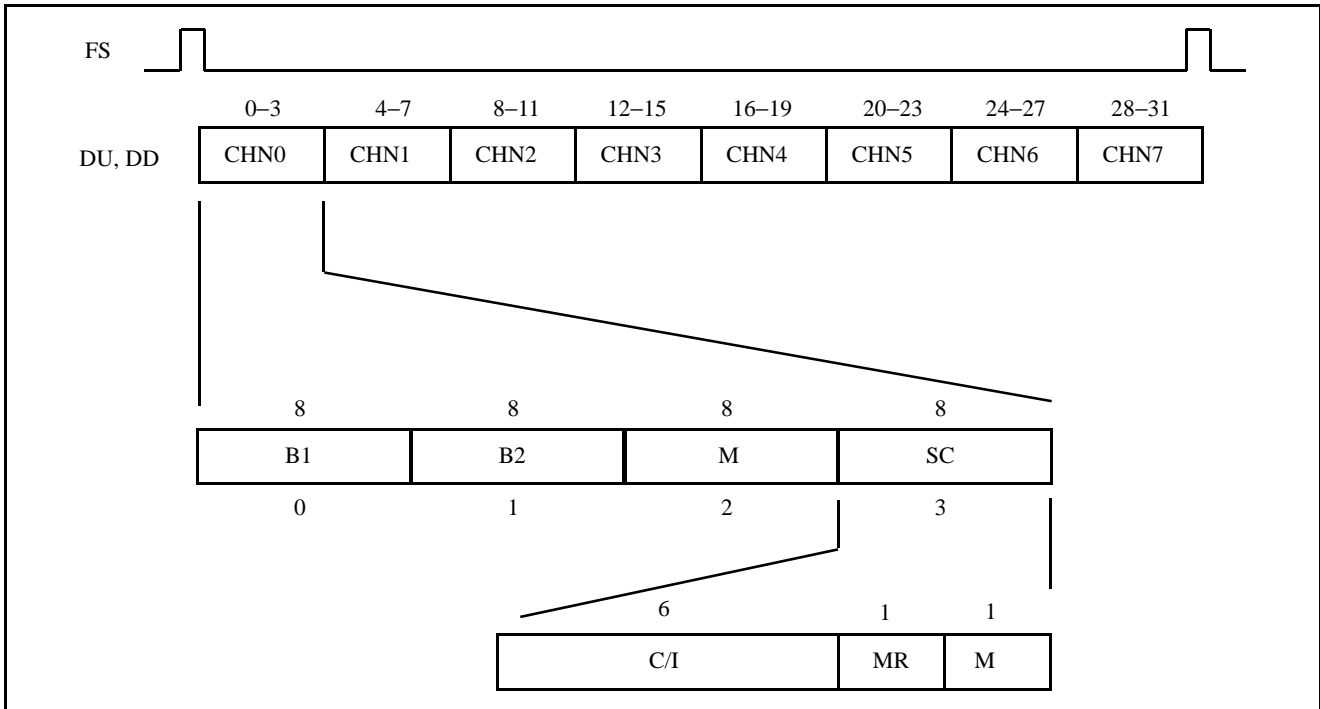 FS
0–3 4–7 8–11 12–15 16–19 20–23 24–27 28–31
DU, DD CHN0 CHN1 CHN2 CHN3 CHN4 CHN5 CHN6 CHN7
8 8 8 8
B1 B2 M SC
0 1 2 3
6 1 1
C/I MR M